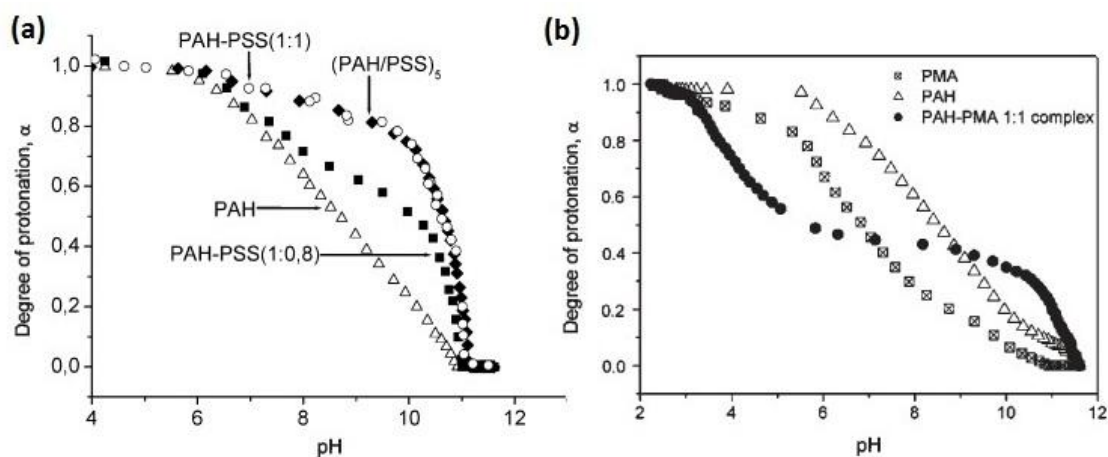 (a)
PAH-PSS(1:1)
(PAH/PSS)5
PAH
PAH-PSS(1:0,8)
Degree of protonation, α
1,0
0,8
0,6
0,4
0,2
0,0
4 6 8 10 12
pH
(b)
PMA
PAH
PAH-PMA 1:1 complex
Degree of protonation, α
1.0
0.8
0.6
0.4
0.2
0.0
2 4 6 8 10 12
pH